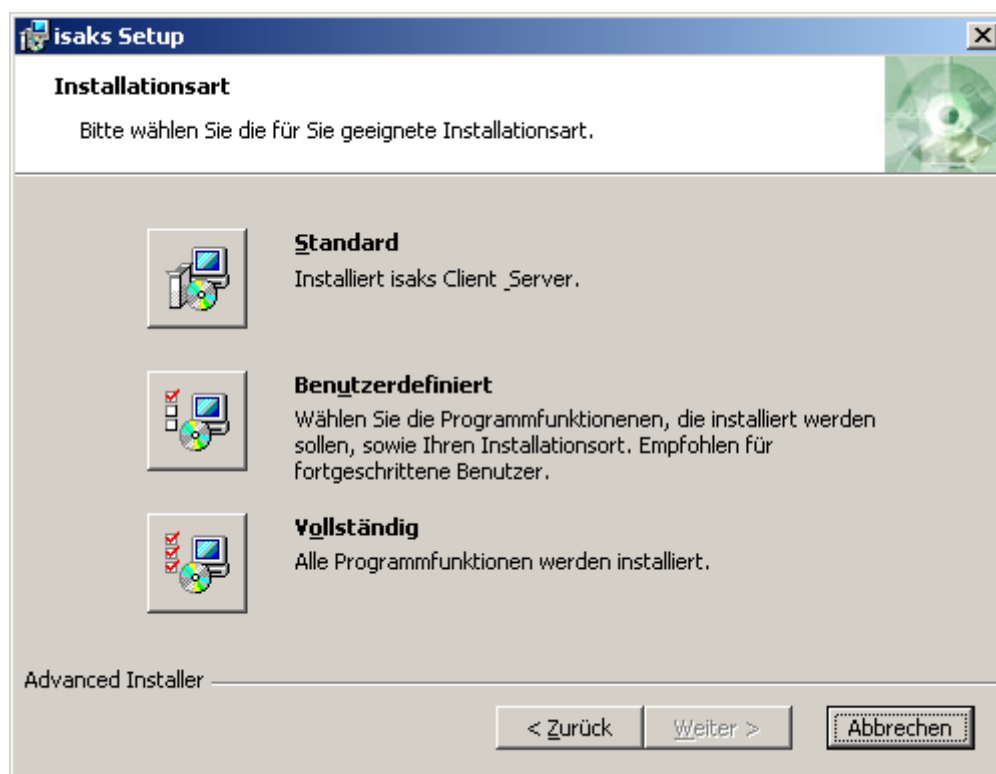 isaks Setup
Installationsart
Bitte wählen Sie die für Sie geeignete Installationsart.
Standard
Installiert isaks Client _Server.
Benutzerdefiniert
Wählen Sie die Programmfunktionenen, die installiert werden
sollen, sowie Ihren Installationsort. Empfohlen für
fortgeschrittene Benutzer.
Vollständig
Alle Programmfunktionen werden installiert.
Advanced Installer
< Zurück
Weiter >
Abbrechen